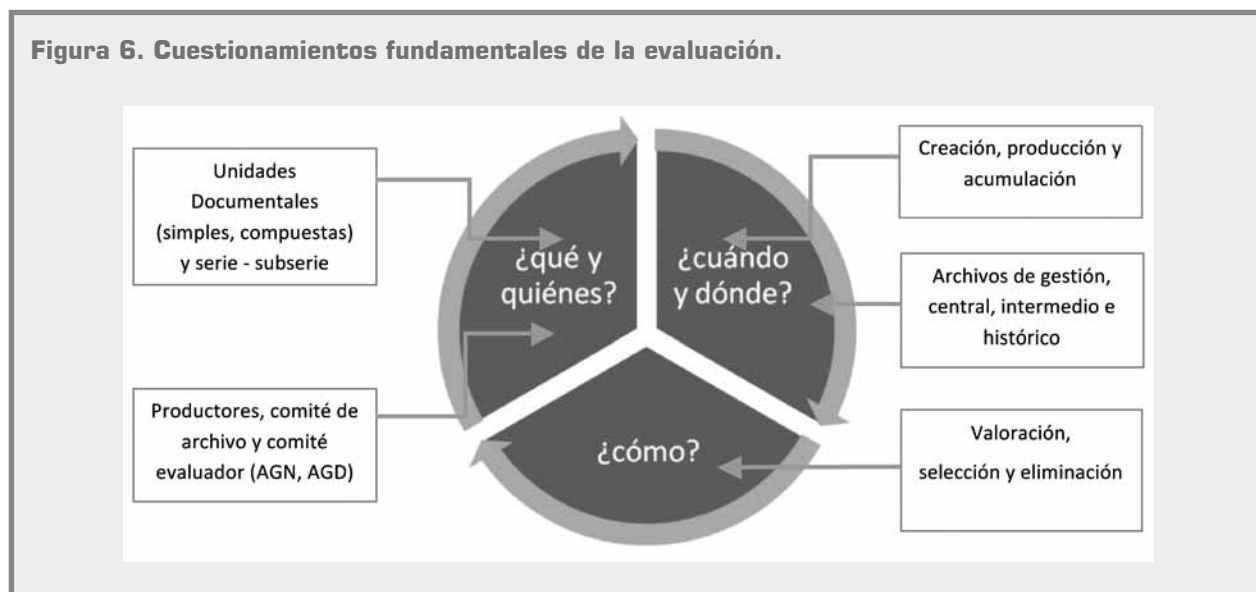 Figura 6. Cuestionamientos fundamentales de la evaluación.
Unidades
Documentales
(simples, compuestas)
y serie - subserie
Productores, comité de
archivo y comité
evaluador (AGN, AGD)
¿qué y
quiénes?
¿cuándo
y dónde?
¿cómo?
Creación, producción y
acumulación
Archivos de gestión,
central, intermedio e
histórico
Valoración,
selección y eliminación